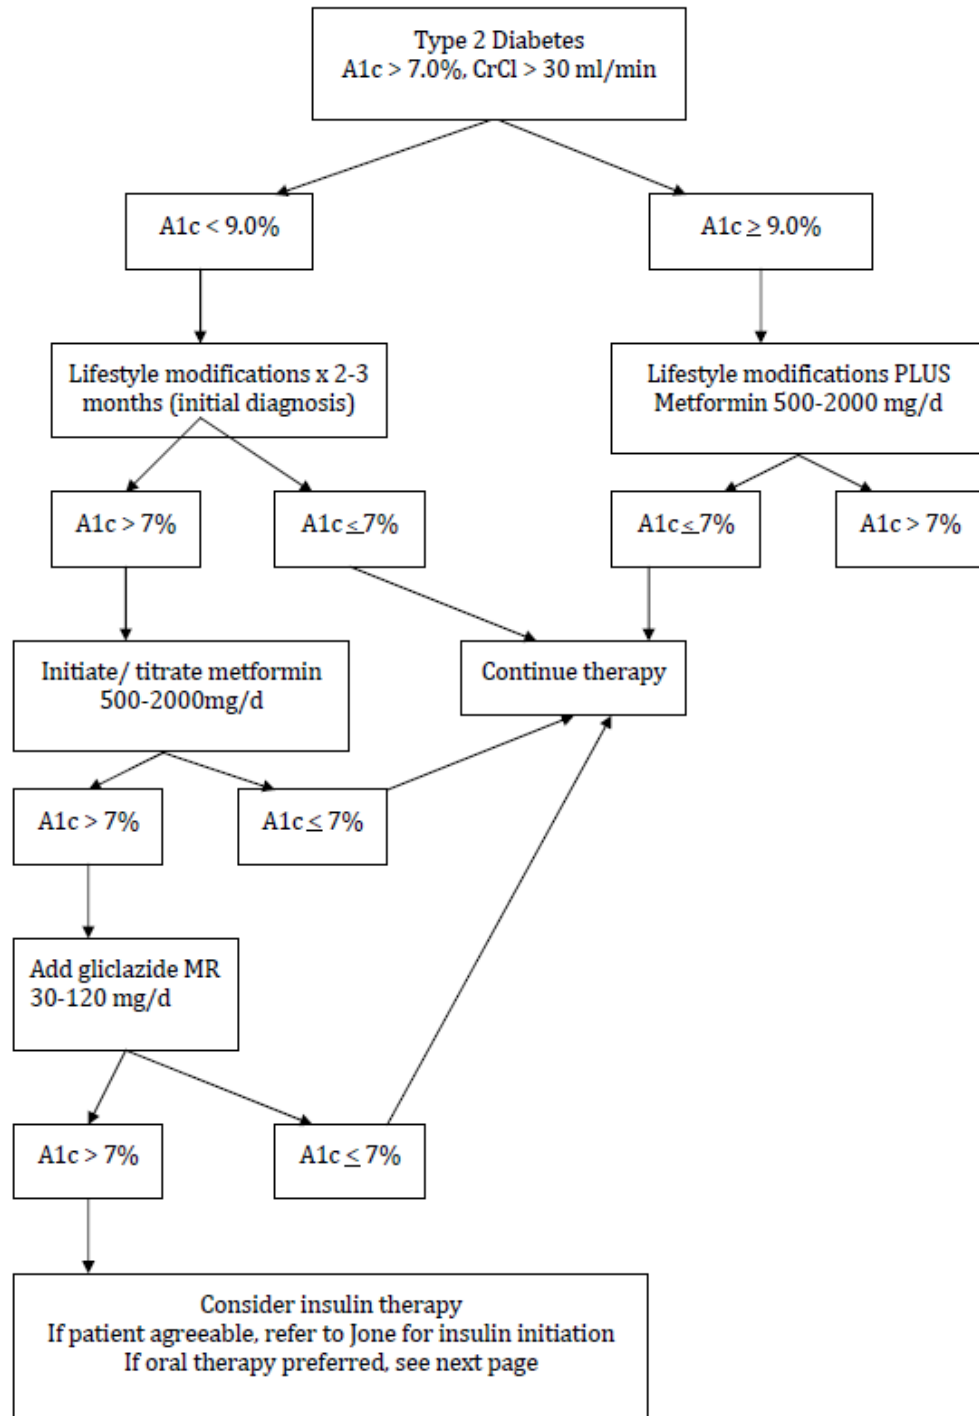 Type 2 Diabetes
A1c > 7.0%, CrCl > 30 ml/min
A1c < 9.0%
A1c ≥ 9.0%
Lifestyle modifications x 2-3
months (initial diagnosis)
Lifestyle modifications PLUS
Metformin 500-2000 mg/d
A1c > 7%
A1c ≤ 7%
A1c ≤ 7%
A1c > 7%
Initiate/ titrate metformin
500-2000mg/d
Continue therapy
A1c > 7%
A1c ≤ 7%
Add gliclazide MR
30-120 mg/d
A1c > 7%
A1c ≤ 7%
Consider insulin therapy
If patient agreeable, refer to Jone for insulin initiation
If oral therapy preferred, see next page